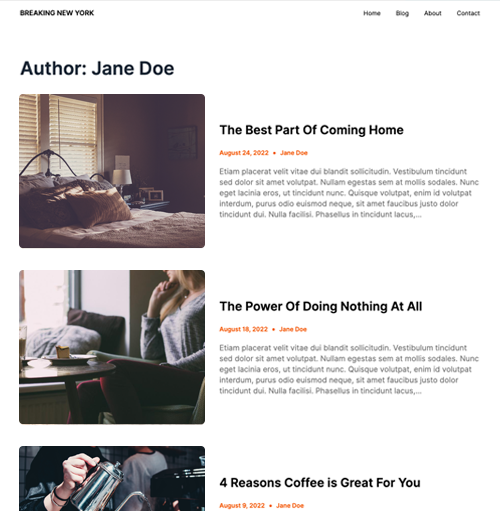 BREAKING NEW YORK
Home Blog About Contact
Author: Jane Doe
The Best Part Of Coming Home
August 24, 2022 • Jane Doe
Etiam placerat velit vitae dui blandit sollicitudin. Vestibulum tincidunt
sed dolor sit amet volutpat. Nullam egestas sem at mollis sodales. Nunc
eget lacinia eros, ut tincidunt nunc. Quisque volutpat, enim id volutpat
interdum, purus odio euismod neque, sit amet faucibus justo dolor
tincidunt dui. Nulla facilisi. Phasellus in tincidunt lacus,...
The Power Of Doing Nothing At All
August 18, 2022 • Jane Doe
Etiam placerat velit vitae dui blandit sollicitudin. Vestibulum tincidunt
sed dolor sit amet volutpat. Nullam egestas sem at mollis sodales. Nunc
eget lacinia eros, ut tincidunt nunc. Quisque volutpat, enim id volutpat
interdum, purus odio euismod neque, sit amet faucibus justo dolor
tincidunt dui. Nulla facilisi. Phasellus in tincidunt lacus,...
4 Reasons Coffee is Great For You
August 9, 2022 • Jane Doe